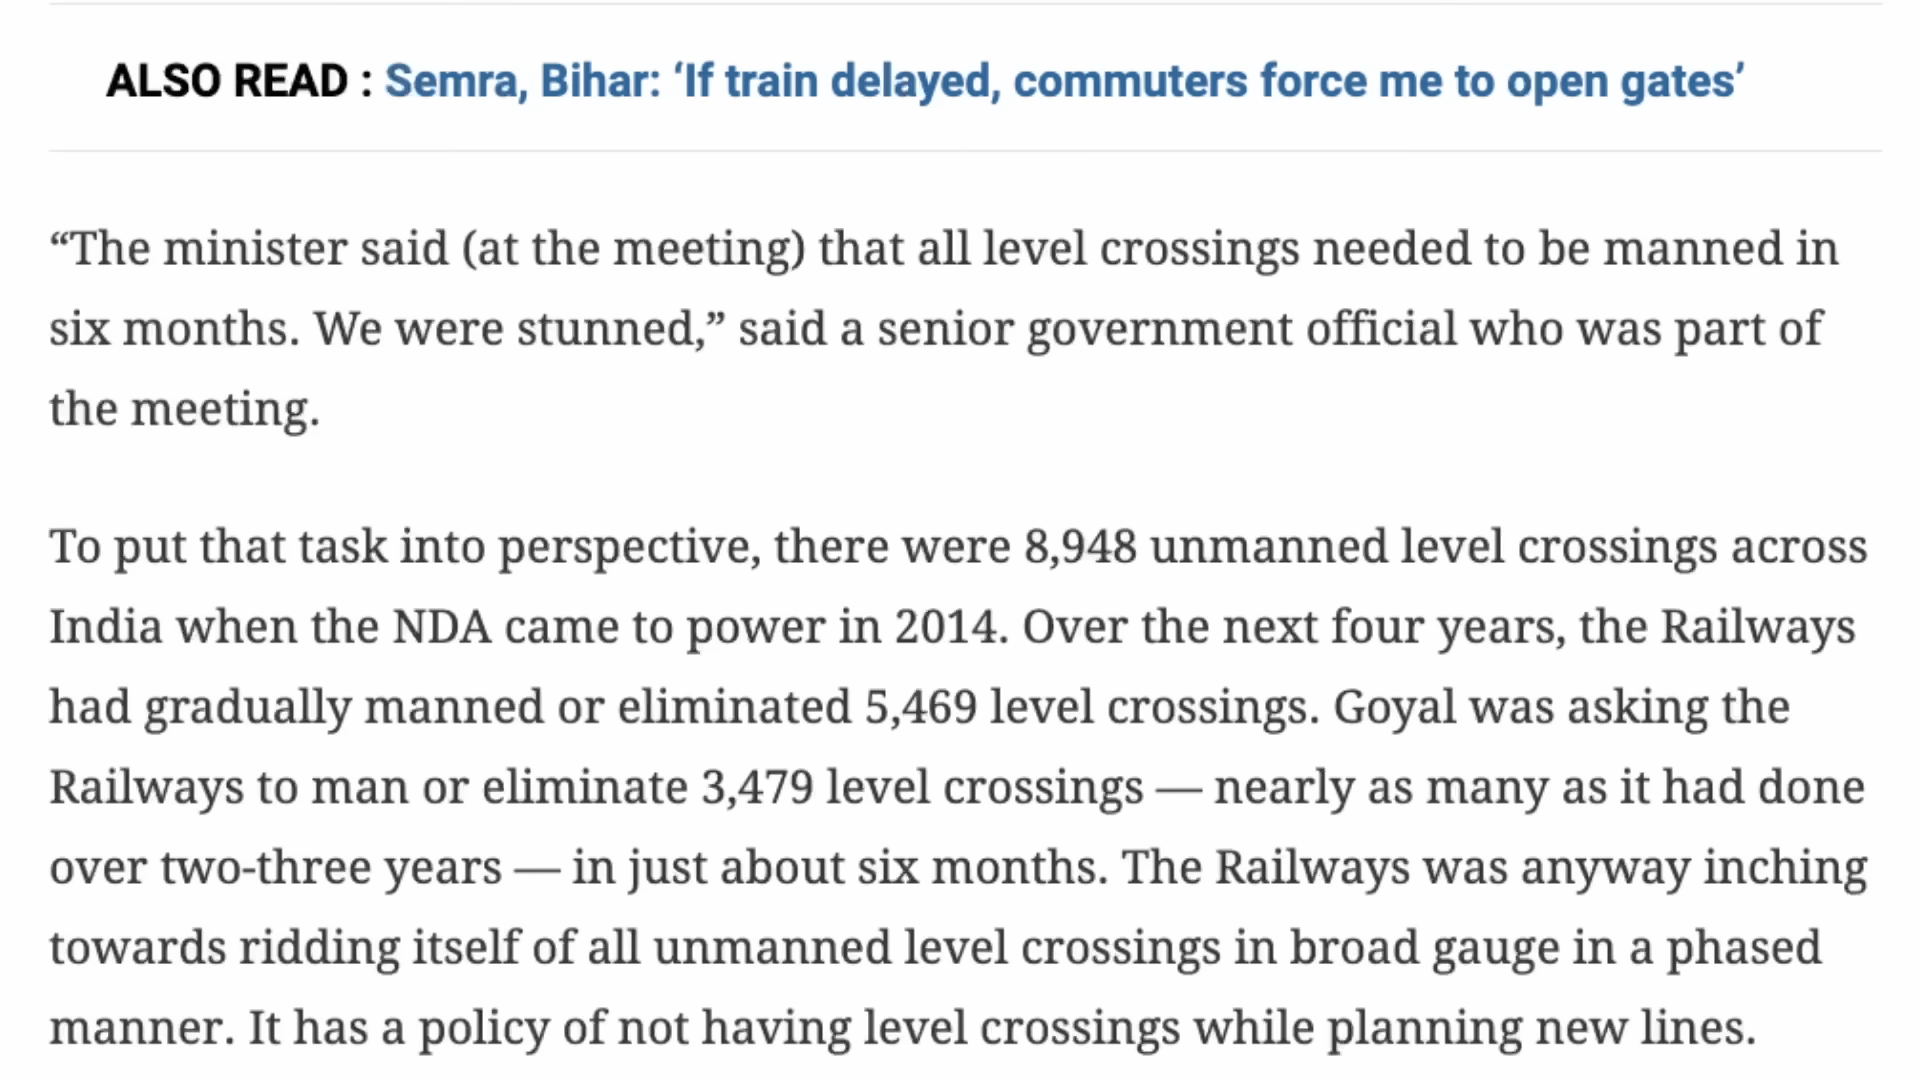 ALSO READ : Semra, Bihar: ‘If train delayed, commuters force me to open gates’
“The minister said (at the meeting) that all level crossings needed to be manned in
six months. We were stunned,” said a senior government official who was part of
the meeting.
To put that task into perspective, there were 8,948 unmanned level crossings across
India when the NDA came to power in 2014. Over the next four years, the Railways
had gradually manned or eliminated 5,469 level crossings. Goyal was asking the
Railways to man or eliminate 3,479 level crossings — nearly as many as it had done
over two-three years — in just about six months. The Railways was anyway inching
towards ridding itself of all unmanned level crossings in broad gauge in a phased
manner. It has a policy of not having level crossings while planning new lines.